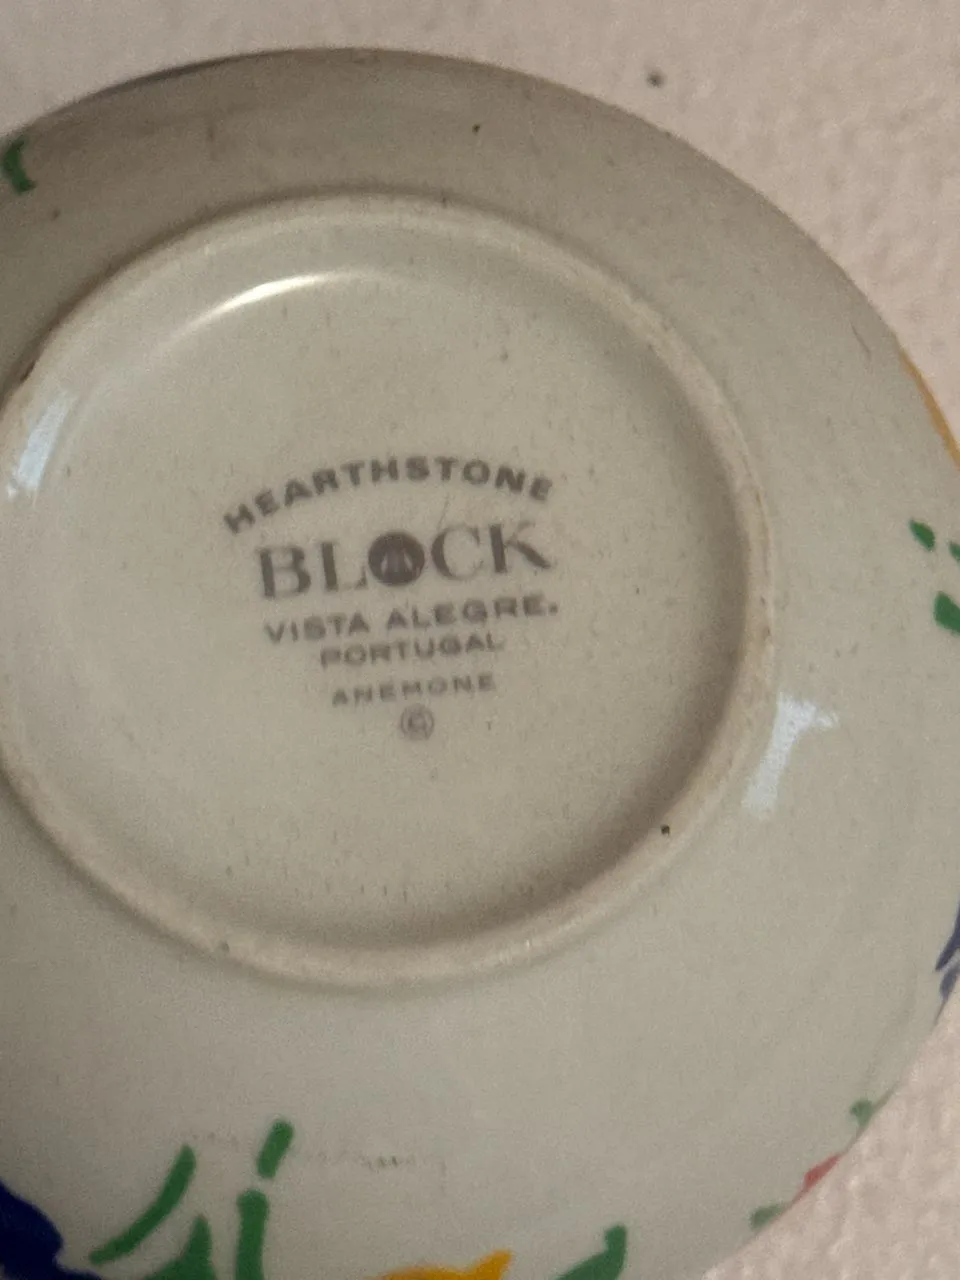 HEARTHSTONE
BLOCK
VISTA ALEGRE.
PORTUGAL
ANEMONE
©